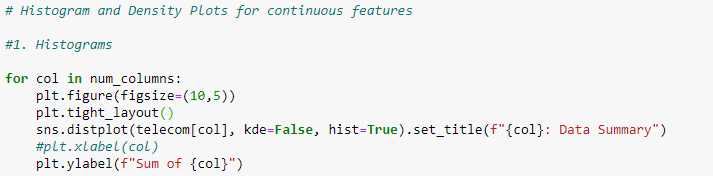 # Histogram and Density Plots for continuous features
#1. Histograms
for col in num_columns:
    plt.figure(figsize=(10,5))
    plt.tight_layout()
    sns.distplot(telecom[col], kde=False, hist=True).set_title(f"{col}: Data Summary")
    #plt.xlabel(col)
    plt.ylabel(f"Sum of {col}")